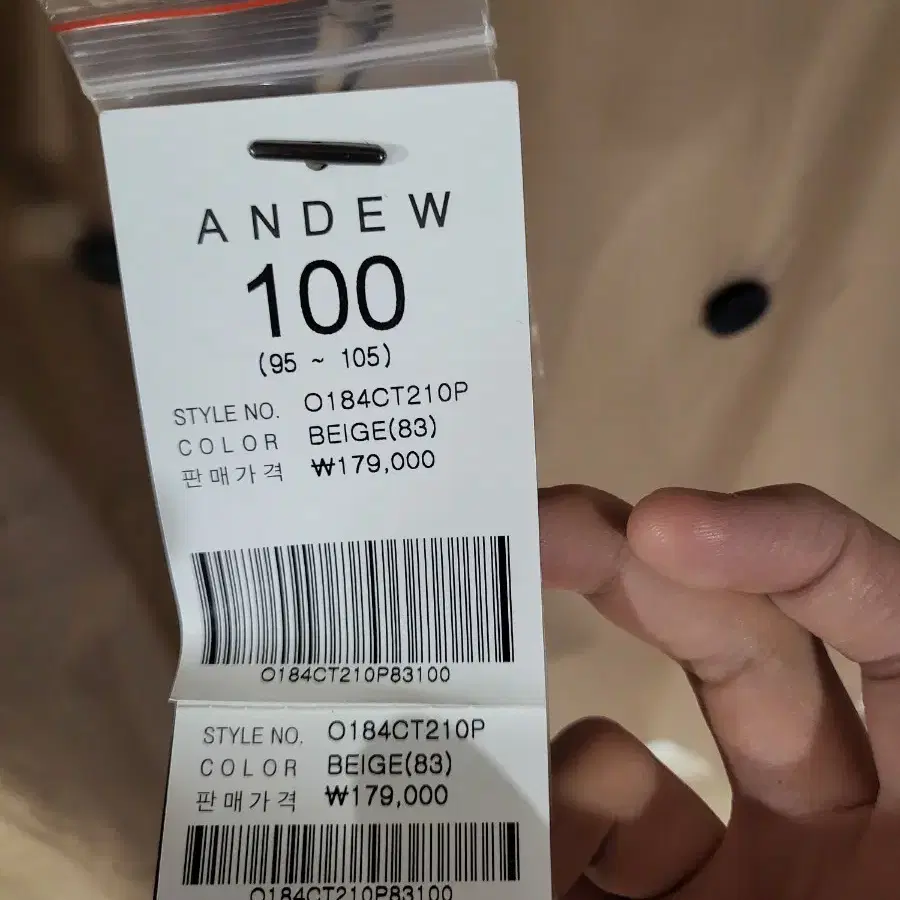 ANDEW
100
(95 ~ 105)
STYLE NO. O184CT210P
COLOR BEIGE(83)
판매가격 ₩179,000
O184CT210P83100
STYLE NO. O184CT210P
COLOR BEIGE(83)
판매가격 ₩179,000
O184CT210P83100